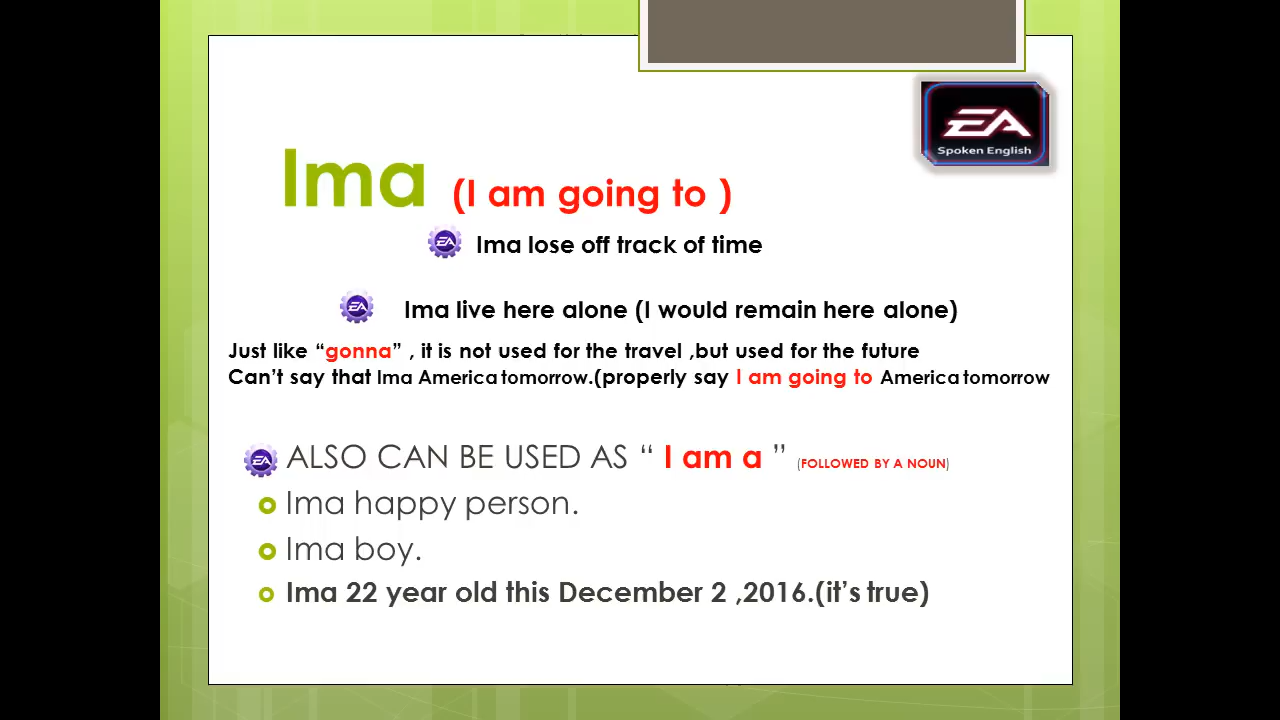 EA
Spoken English
Ima (I am going to )
EA Ima lose off track of time
EA Ima live here alone (I would remain here alone)
Just like “gonna” , it is not used for the travel ,but used for the future
Can’t say that Ima America tomorrow.(properly say I am going to America tomorrow
EA ALSO CAN BE USED AS “ I am a ” (FOLLOWED BY A NOUN)
Ima happy person.
Ima boy.
Ima 22 year old this December 2 ,2016.(it’s true)